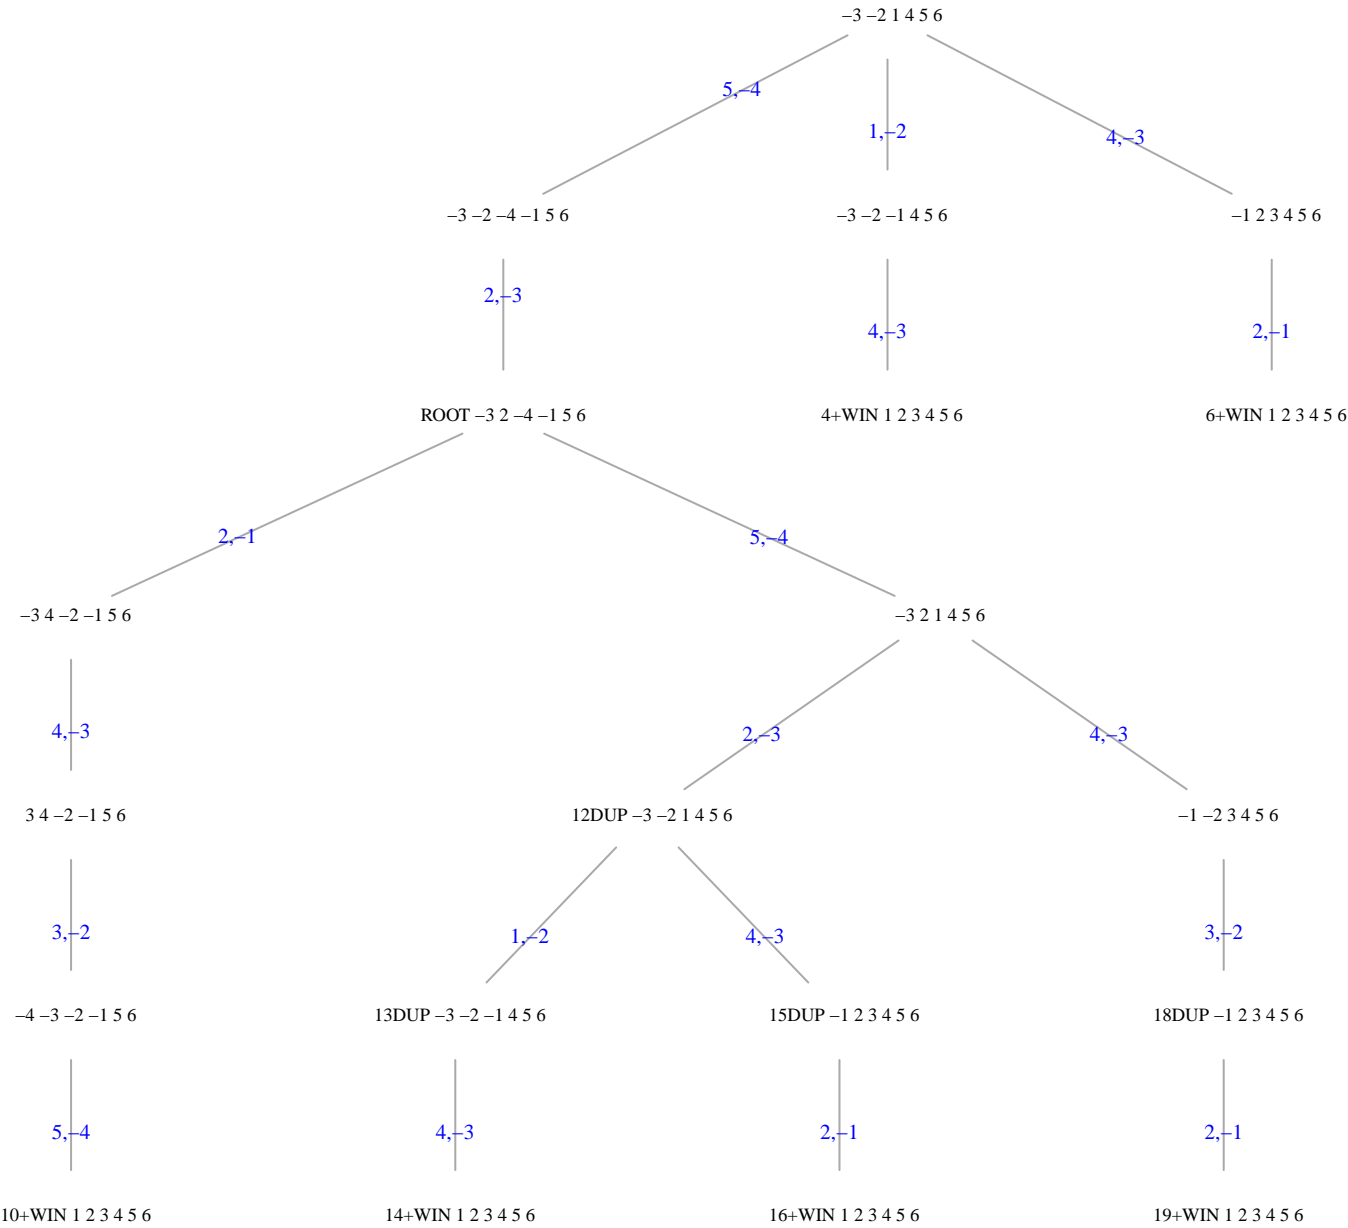 –3 –2 1 4 5 6
5,–4
1,–2
4,–3
–3 –2 –4 –1 5 6
–3 –2 –1 4 5 6
–1 2 3 4 5 6
2,–3
4,–3
2,–1
ROOT –3 2 –4 –1 5 6
4+WIN 1 2 3 4 5 6
6+WIN 1 2 3 4 5 6
2,–1
5,–4
–3 4 –2 –1 5 6
–3 2 1 4 5 6
4,–3
2,–3
4,–3
3 4 –2 –1 5 6
12DUP –3 –2 1 4 5 6
–1 –2 3 4 5 6
3,–2
1,–2
4,–3
3,–2
–4 –3 –2 –1 5 6
13DUP –3 –2 –1 4 5 6
15DUP –1 2 3 4 5 6
18DUP –1 2 3 4 5 6
5,–4
4,–3
2,–1
2,–1
10+WIN 1 2 3 4 5 6
14+WIN 1 2 3 4 5 6
16+WIN 1 2 3 4 5 6
19+WIN 1 2 3 4 5 6